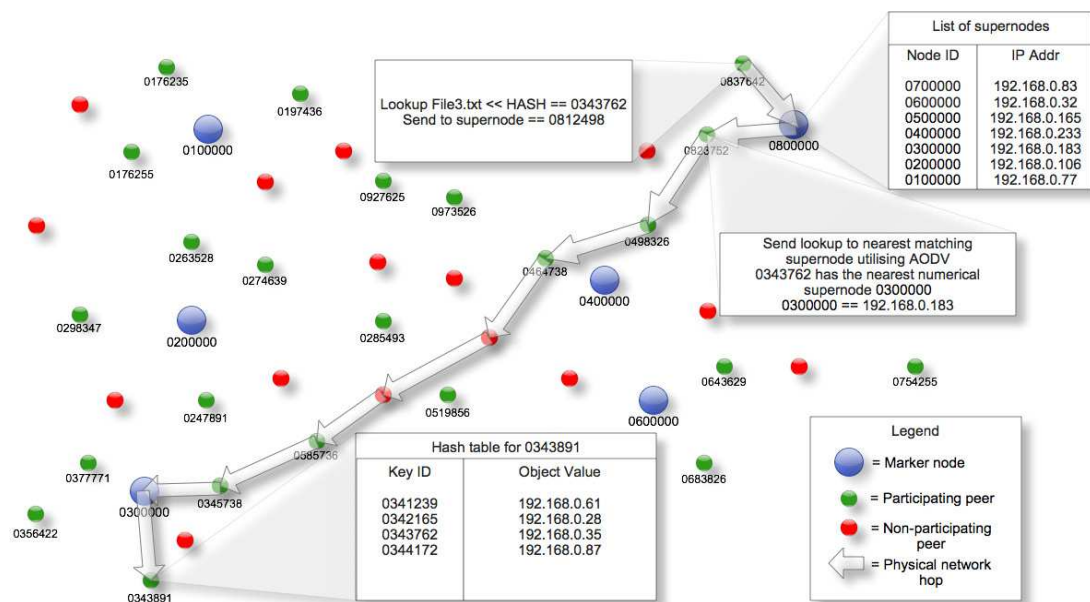 List of supernodes
Node ID IP Addr
0700000 192.168.0.83
0600000 192.168.0.32
0500000 192.168.0.165
0400000 192.168.0.233
0300000 192.168.0.183
0200000 192.168.0.106
0100000 192.168.0.77
0837642
0176235
0197436
Lookup File3.txt << HASH == 0343762
Send to supernode == 0812498
0100000
0823752
0800000
0176255
0927625
0973526
0498326
0263528
0274639
0464738
Send lookup to nearest matching
supernode utilising AODV
0343762 has the nearest numerical
supernode 0300000
0300000 == 192.168.0.183
0400000
0298347
0200000
0285493
0643629
0754255
0247891
0519856
0600000
0585736
0377771
0683826
0345738
0300000
0356422
0343891
Hash table for 0343891
Key ID Object Value
0341239 192.168.0.61
0342165 192.168.0.28
0343762 192.168.0.35
0344172 192.168.0.87
Legend
= Marker node
= Participating peer
= Non-participating
peer
= Physical network
hop